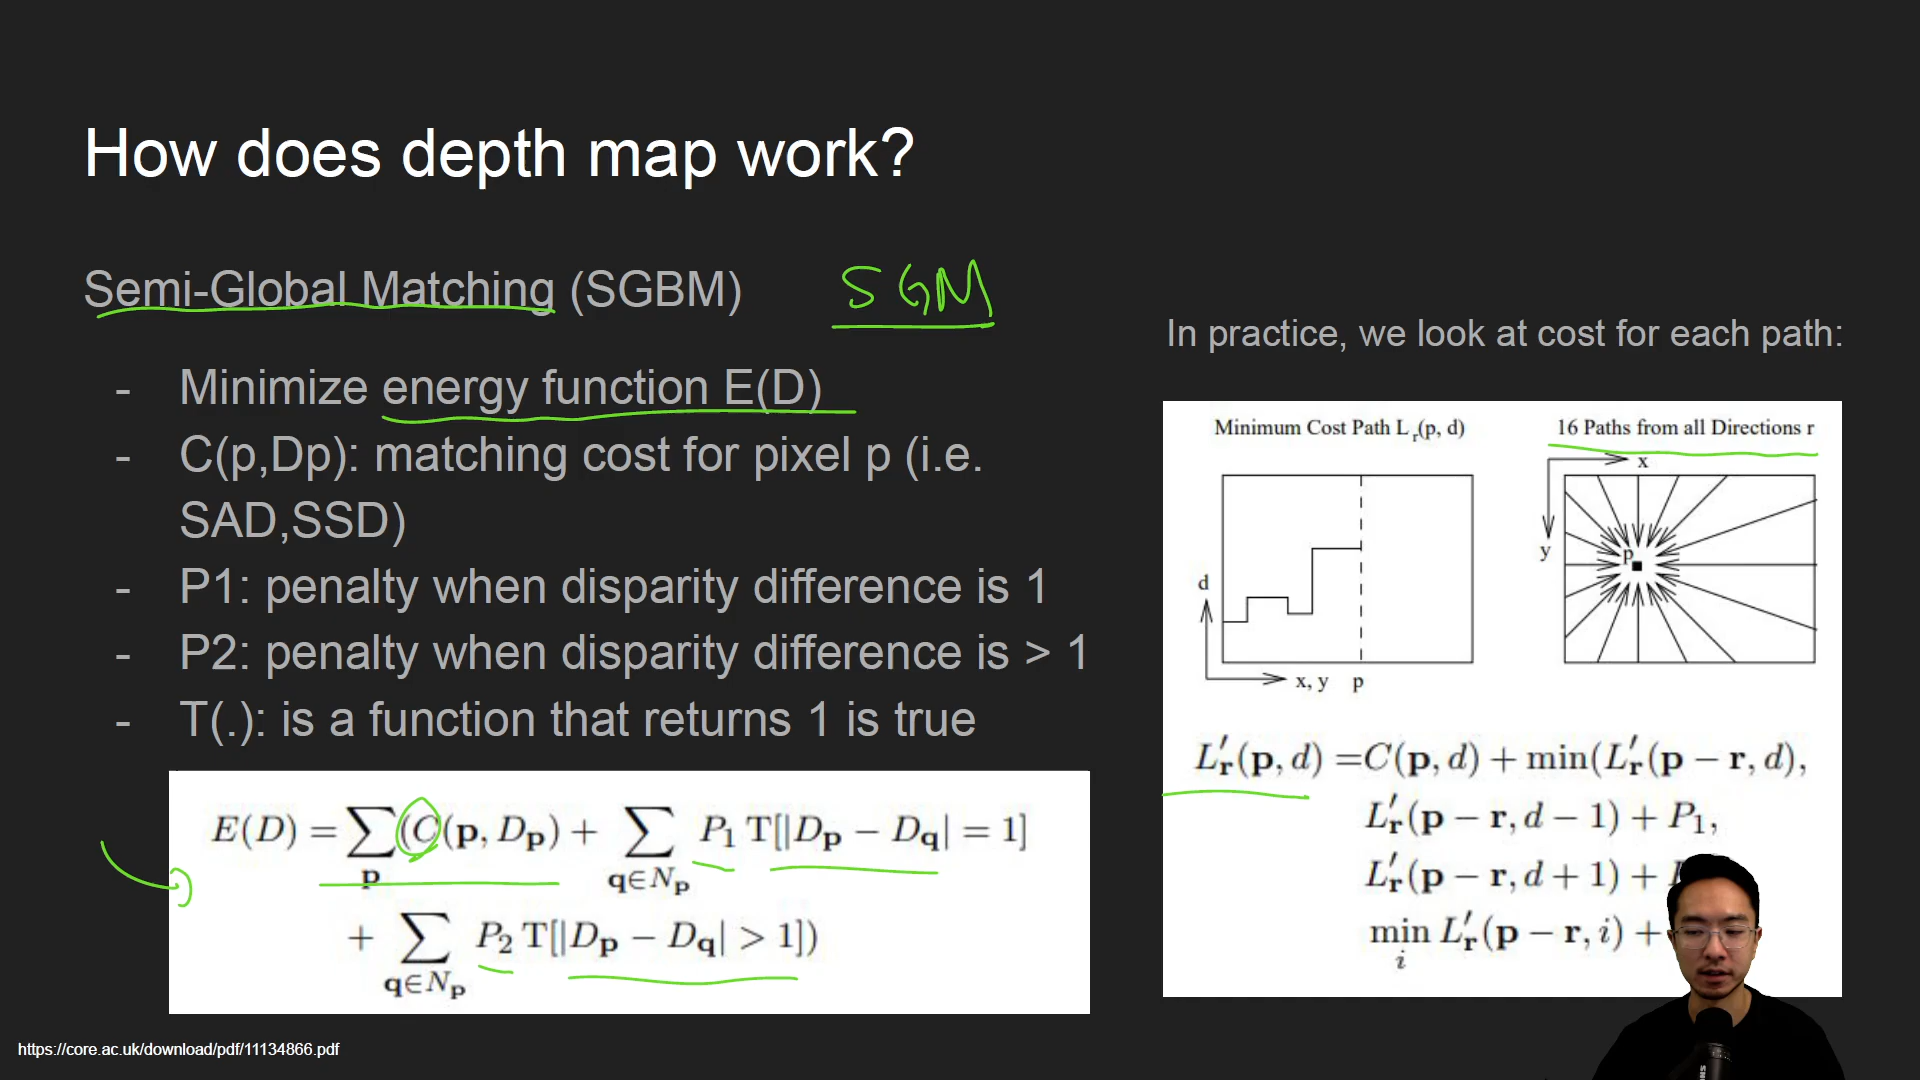 How does depth map work?
Semi-Global Matching (SGBM)
SGM
- Minimize energy function E(D)
- C(p,Dp): matching cost for pixel p (i.e.
SAD,SSD)
- P1: penalty when disparity difference is 1
- P2: penalty when disparity difference is > 1
- T(.): is a function that returns 1 is true
E(D) = ∑(C(p, Dₚ) + ∑ P₁ T[|Dₚ − D_q| = 1]
p q∈Nₚ
+ ∑ P₂ T[|Dₚ − D_q| > 1])
q∈Nₚ
https://core.ac.uk/download/pdf/11134866.pdf
In practice, we look at cost for each path:
Minimum Cost Path L r(p, d)
d
x, y p
16 Paths from all Directions r
x
y
p
L′r(p, d) =C(p, d) + min(L′r(p − r, d),
L′r(p − r, d − 1) + P₁,
L′r(p − r, d + 1) +
min L′r(p − r, i) +
i